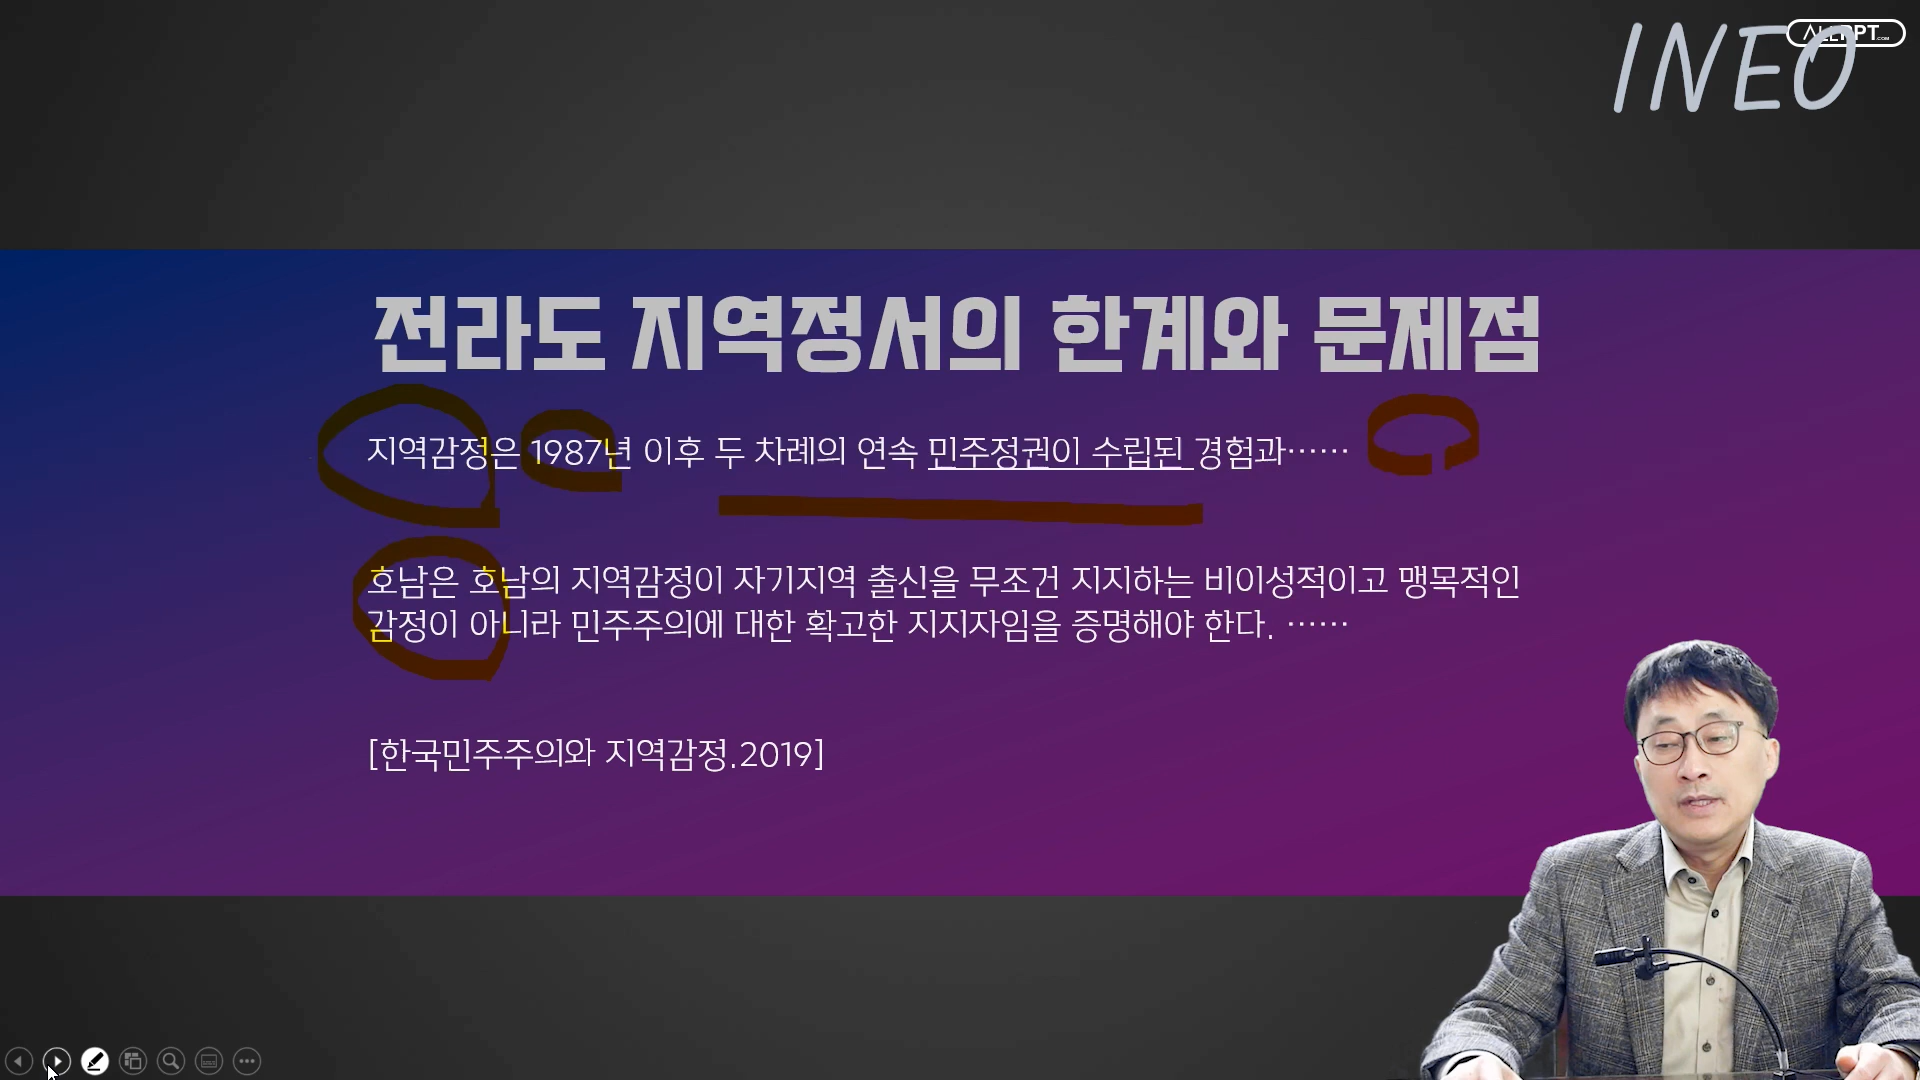 INEO
ALLPPT.COM
전라도 지역정서의 한계와 문제점
지역감정은 1987년 이후 두 차례의 연속 민주정권이 수립된 경험과……
호남은 호남의 지역감정이 자기지역 출신을 무조건 지지하는 비이성적이고 맹목적인
감정이 아니라 민주주의에 대한 확고한 지지자임을 증명해야 한다. ……
[한국민주주의와 지역감정.2019]